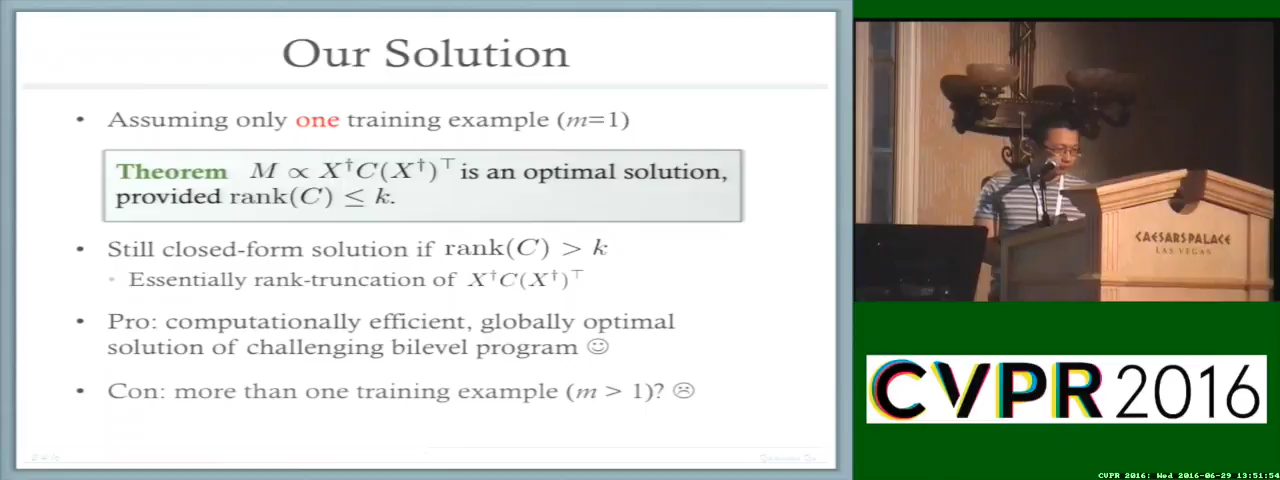 Our Solution
• Assuming only one training example (m=1)
Theorem M ∝ X†C(X†)⊤ is an optimal solution,
provided rank(C) ≤ k.
• Still closed-form solution if rank(C) > k
• Essentially rank-truncation of X†C(X†)⊤
• Pro: computationally efficient, globally optimal
solution of challenging bilevel program ☺
• Con: more than one training example (m > 1)? ☹
CAESARS PALACE
LAS VEGAS
CVPR 2016
CVPR 2016: Wed 2016-06-29 13:51:54